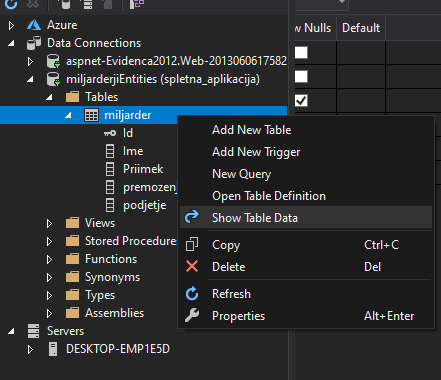 Azure
Data Connections
aspnet-Evidenca2012.Web-2013060617582
miljarderjiEntities (spletna_aplikacija)
Tables
miljarder
Id
Ime
Priimek
premozenj
podjetje
Views
Stored Procedures
Functions
Synonyms
Types
Assemblies
Servers
DESKTOP-EMP1E5D
w Nulls
Default
Add New Table
Add New Trigger
New Query
Open Table Definition
Show Table Data
Copy Ctrl+C
Delete Del
Refresh
Properties Alt+Enter